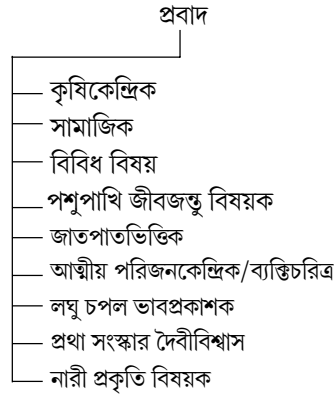 প্রবাদ
কৃষিকেন্দ্রিক
সামাজিক
বিবিধ বিষয়
পশুপাখি জীবজন্তু বিষয়ক
জাতপাতভিত্তিক
আত্মীয় পরিজনকেন্দ্রিক/ব্যক্তিচরিত্র
লঘু চপল ভাবপ্রকাশক
প্রথা সংস্কার দৈবীবিশ্বাস
নারী প্রকৃতি বিষয়ক